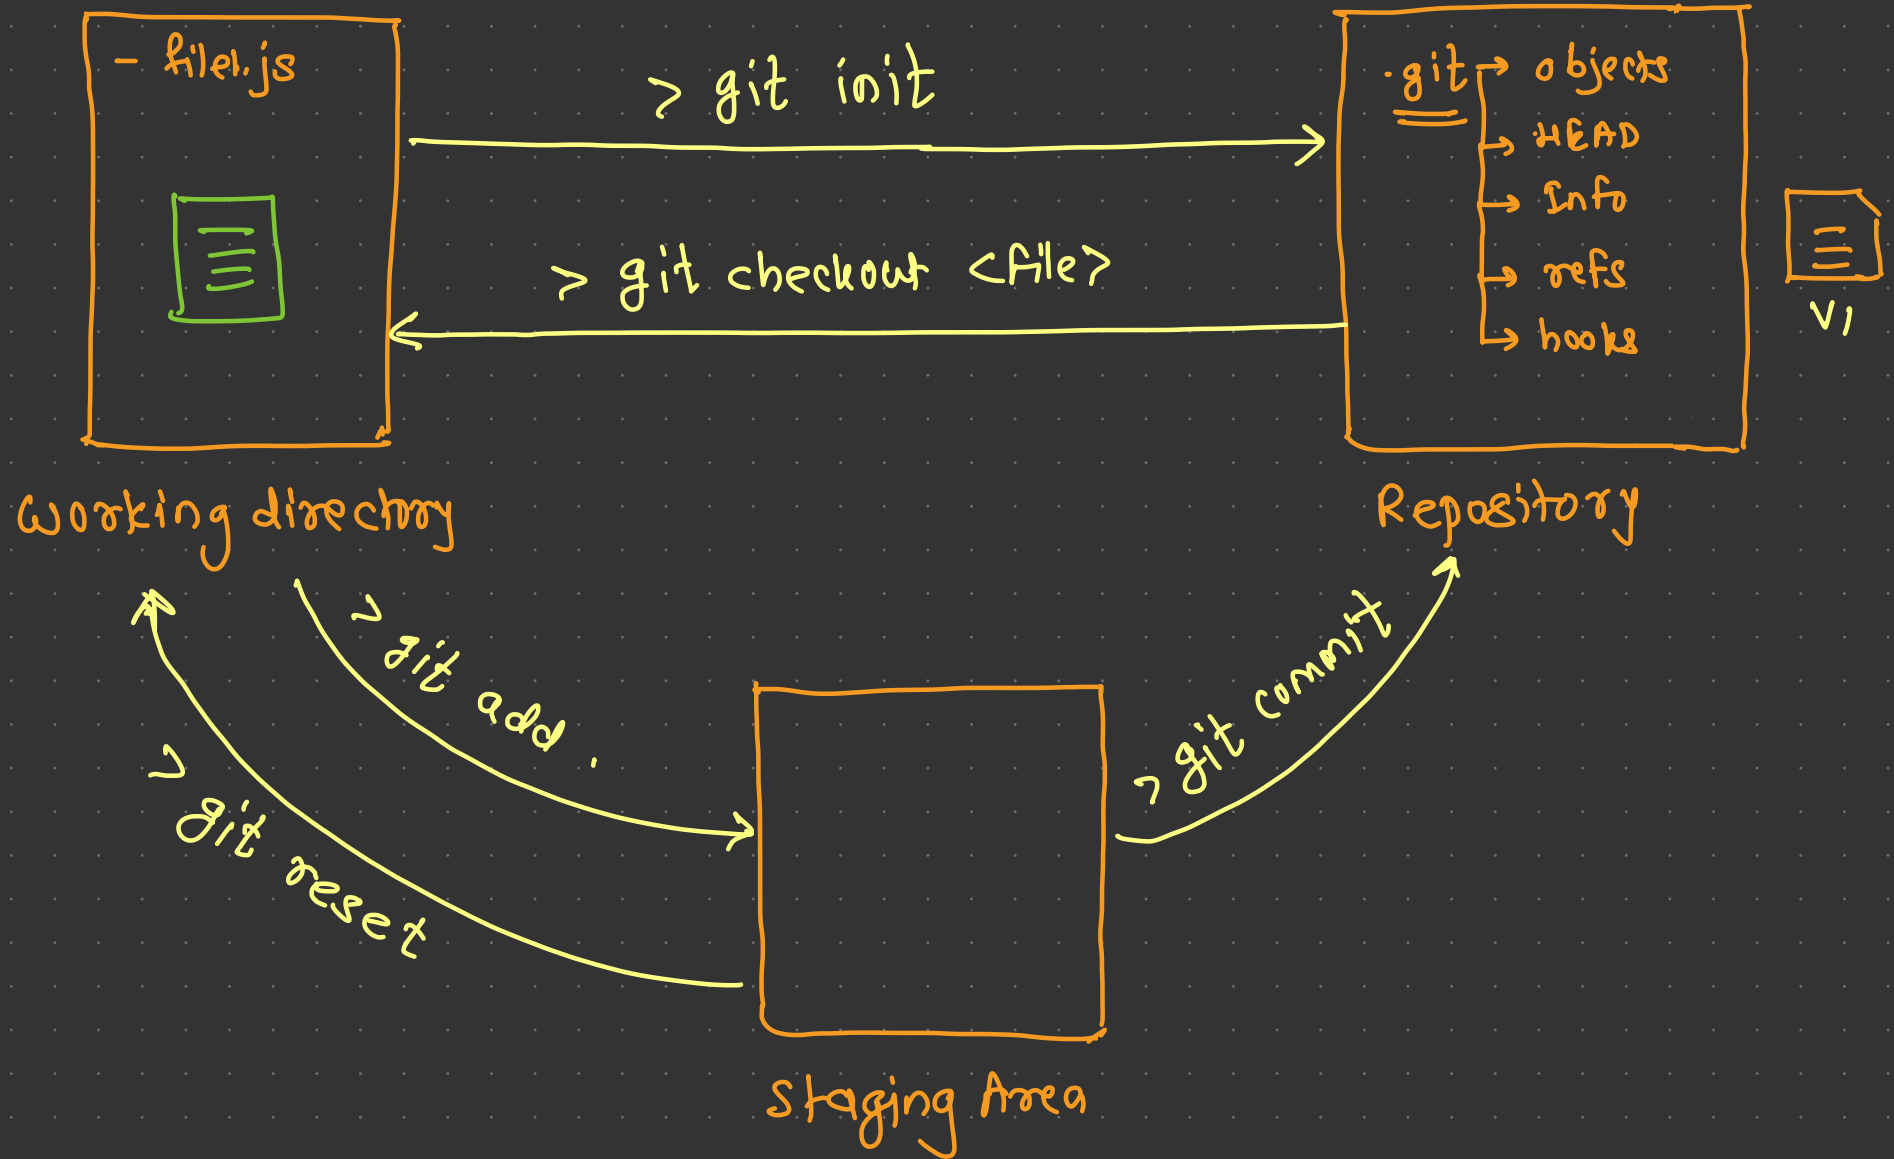 - file1.js
> git init
.git → objects
→ HEAD
→ Info
→ refs
→ hooks
> git checkout <file>
V1
Working directory
Repository
> git add .
> git reset
> git commit
Staging Area